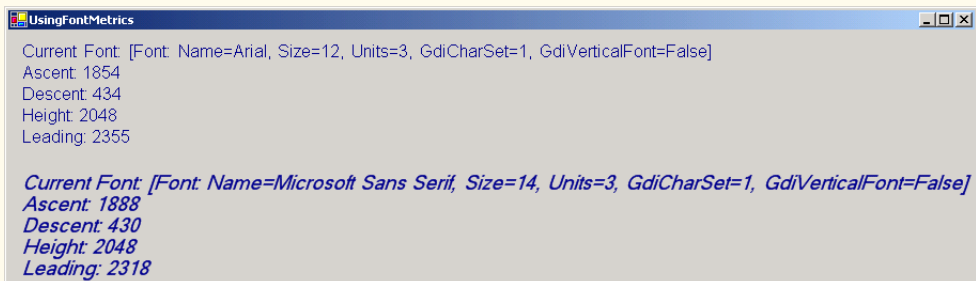 UsingFontMetrics
Current Font: [Font: Name=Arial, Size=12, Units=3, GdiCharSet=1, GdiVerticalFont=False]
Ascent: 1854
Descent: 434
Height: 2048
Leading: 2355
Current Font: [Font: Name=Microsoft Sans Serif, Size=14, Units=3, GdiCharSet=1, GdiVerticalFont=False]
Ascent: 1888
Descent: 430
Height: 2048
Leading: 2318